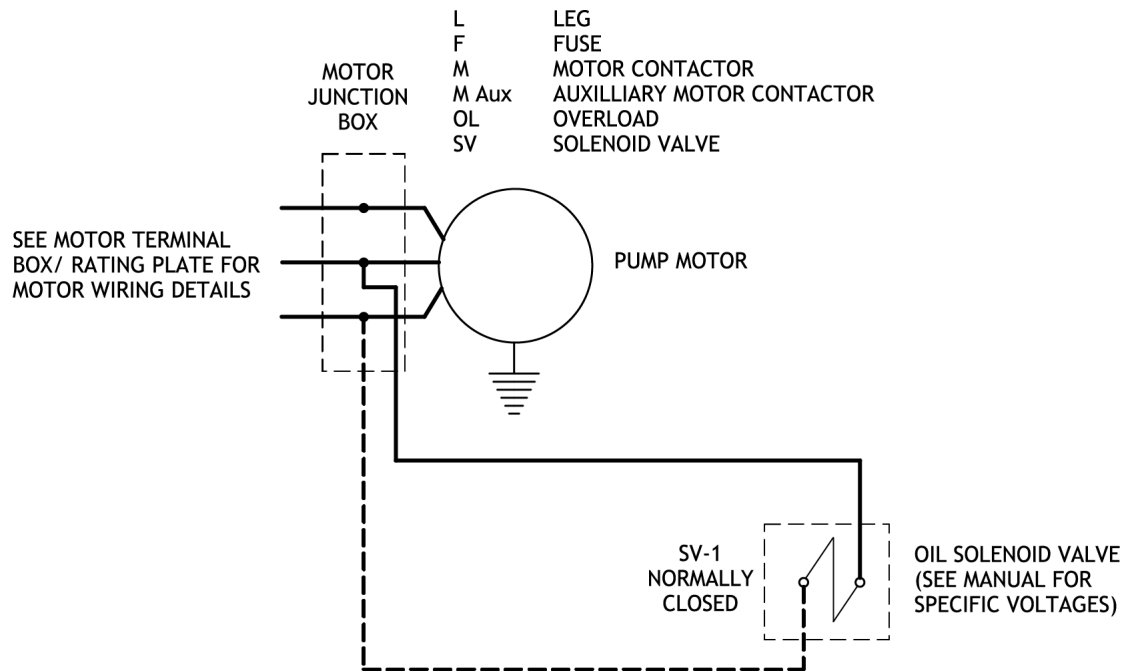 L LEG
F FUSE
M MOTOR CONTACTOR
M Aux AUXILLIARY MOTOR CONTACTOR
OL OVERLOAD
SV SOLENOID VALVE
MOTOR
JUNCTION
BOX
SEE MOTOR TERMINAL
BOX/ RATING PLATE FOR
MOTOR WIRING DETAILS
PUMP MOTOR
SV-1
NORMALLY
CLOSED
OIL SOLENOID VALVE
(SEE MANUAL FOR
SPECIFIC VOLTAGES)